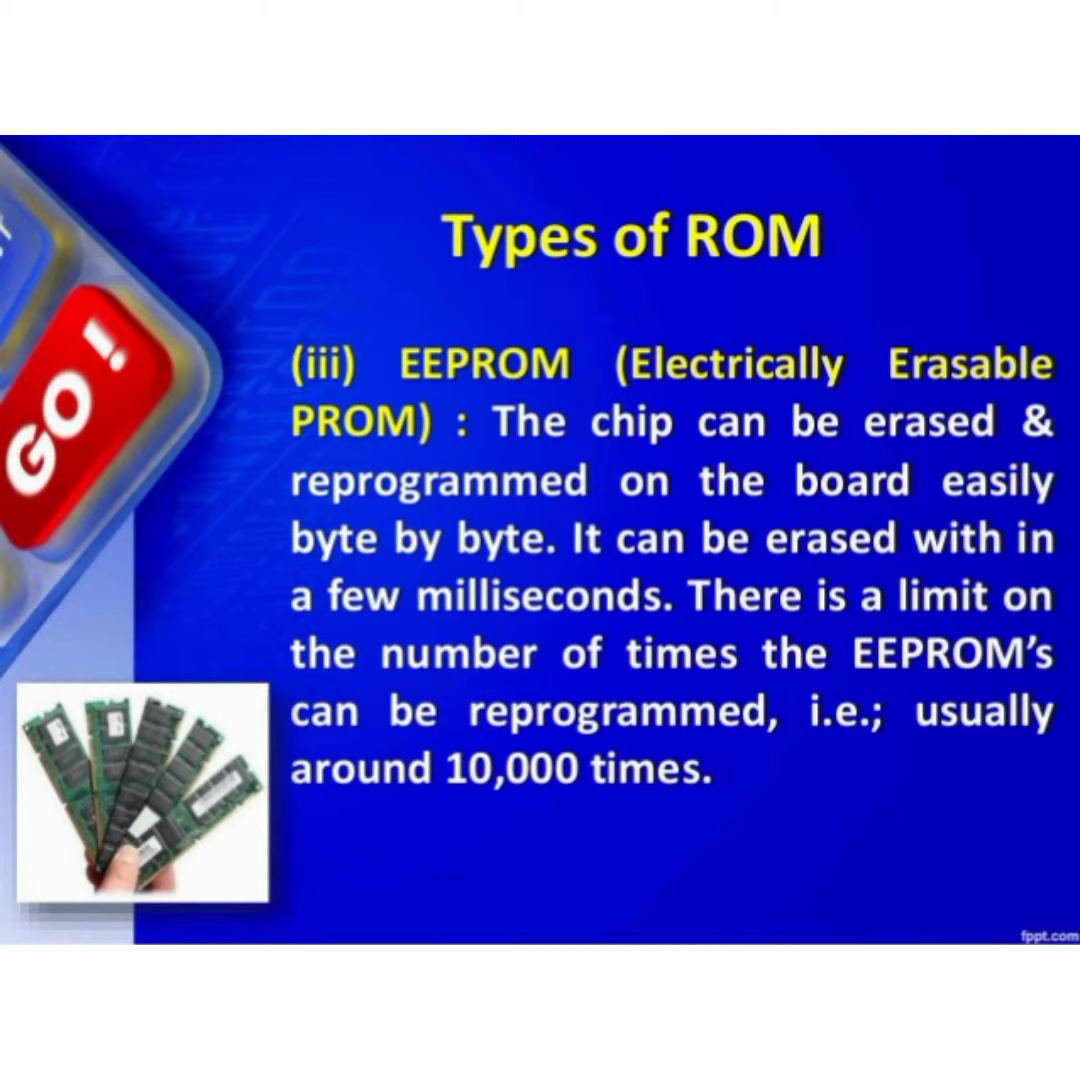 Types of ROM
GO !
(iii) EEPROM (Electrically Erasable
PROM) : The chip can be erased &
reprogrammed on the board easily
byte by byte. It can be erased with in
a few milliseconds. There is a limit on
the number of times the EEPROM’s
can be reprogrammed, i.e.; usually
around 10,000 times.
fppt.com